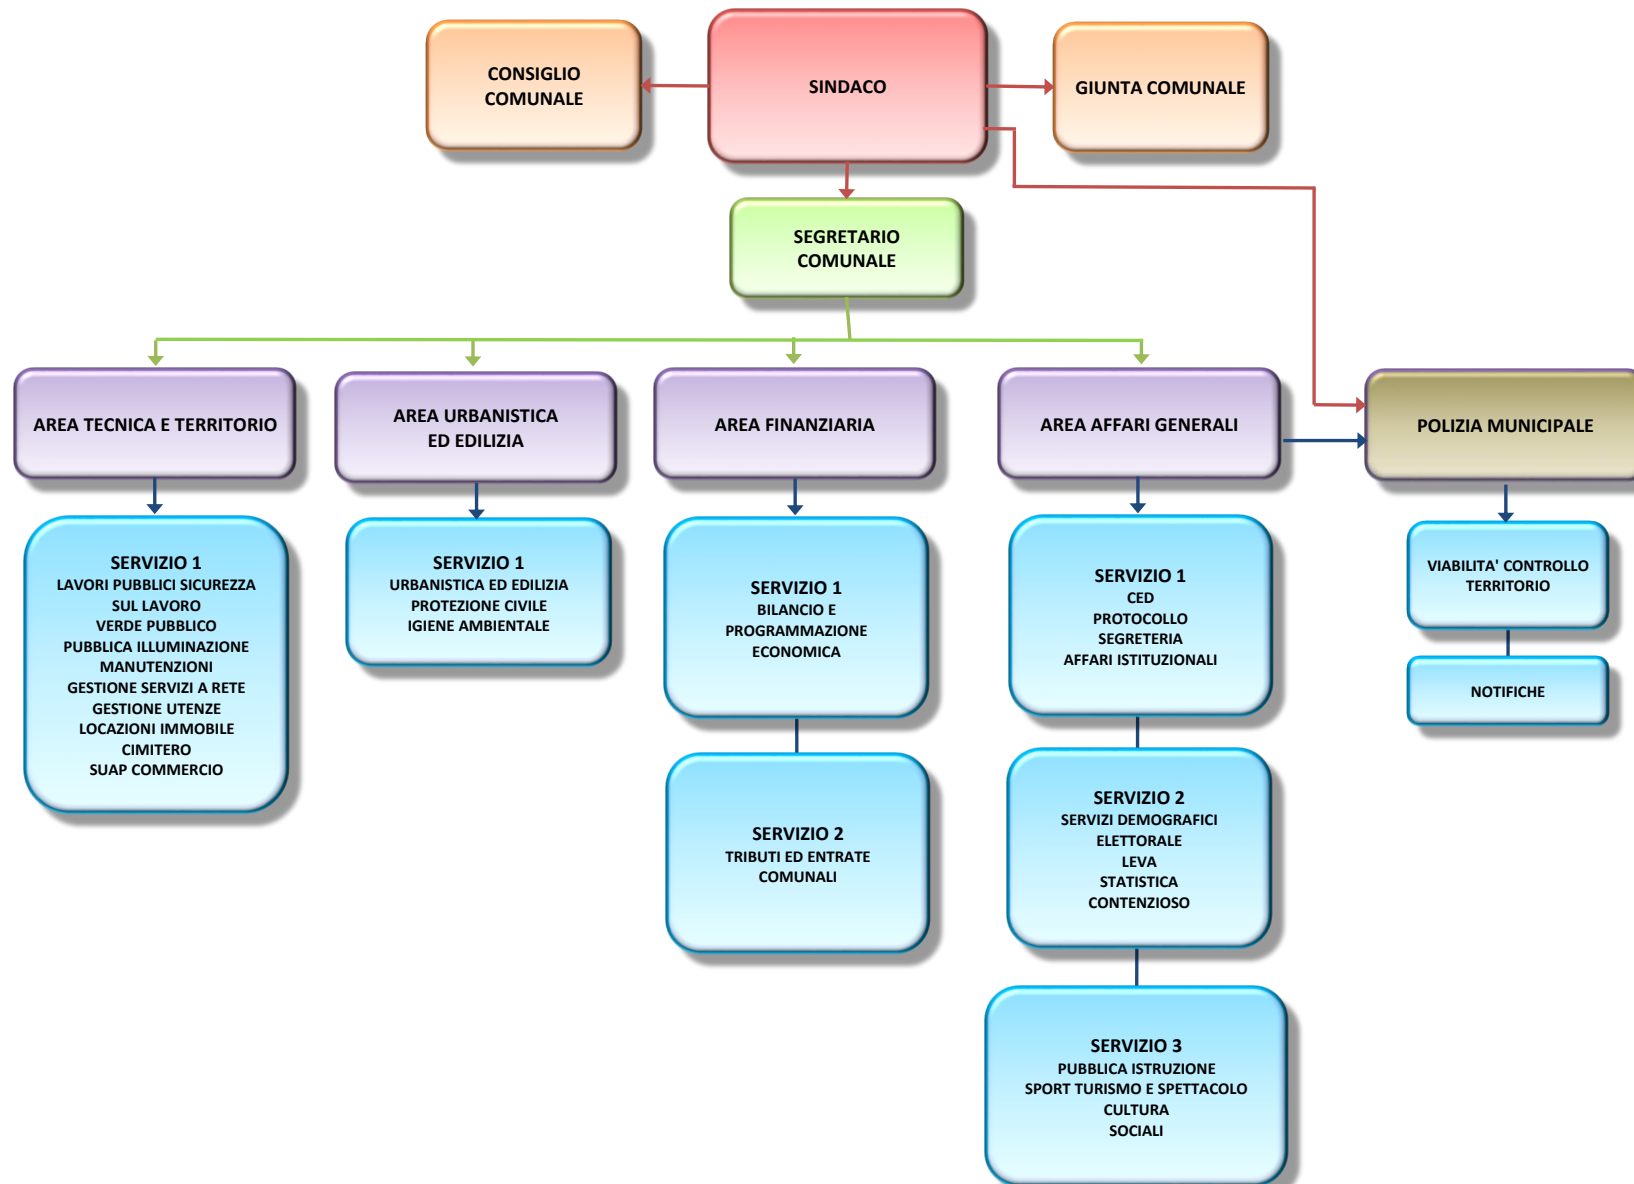 CONSIGLIO
COMUNALE
SINDACO
GIUNTA COMUNALE
SEGRETARIO
COMUNALE
AREA TECNICA E TERRITORIO
AREA URBANISTICA
ED EDILIZIA
AREA FINANZIARIA
AREA AFFARI GENERALI
POLIZIA MUNICIPALE
SERVIZIO 1
LAVORI PUBBLICI SICUREZZA
SUL LAVORO
VERDE PUBBLICO
PUBBLICA ILLUMINAZIONE
MANUTENZIONI
GESTIONE SERVIZI A RETE
GESTIONE UTENZE
LOCAZIONI IMMOBILE
CIMITERO
SUAP COMMERCIO
SERVIZIO 1
URBANISTICA ED EDILIZIA
PROTEZIONE CIVILE
IGIENE AMBIENTALE
SERVIZIO 1
BILANCIO E
PROGRAMMAZIONE
ECONOMICA
SERVIZIO 2
TRIBUTI ED ENTRATE
COMUNALI
SERVIZIO 1
CED
PROTOCOLLO
SEGRETERIA
AFFARI ISTITUZIONALI
SERVIZIO 2
SERVIZI DEMOGRAFICI
ELETTORALE
LEVA
STATISTICA
CONTENZIOSO
SERVIZIO 3
PUBBLICA ISTRUZIONE
SPORT TURISMO E SPETTACOLO
CULTURA
SOCIALI
VIABILITA' CONTROLLO
TERRITORIO
NOTIFICHE